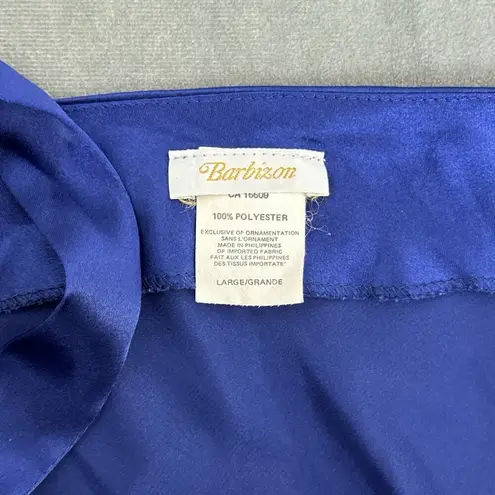 Barbizon
CA 16609
100% POLYESTER
EXCLUSIVE OF ORNAMENTATION
SANS L'ORNAMENT
MADE IN PHILIPPINES
OF IMPORTED FABRIC
FAIT AUX LES PHILIPPINES
DES TISSUS IMPORTATE'
LARGE/GRANDE